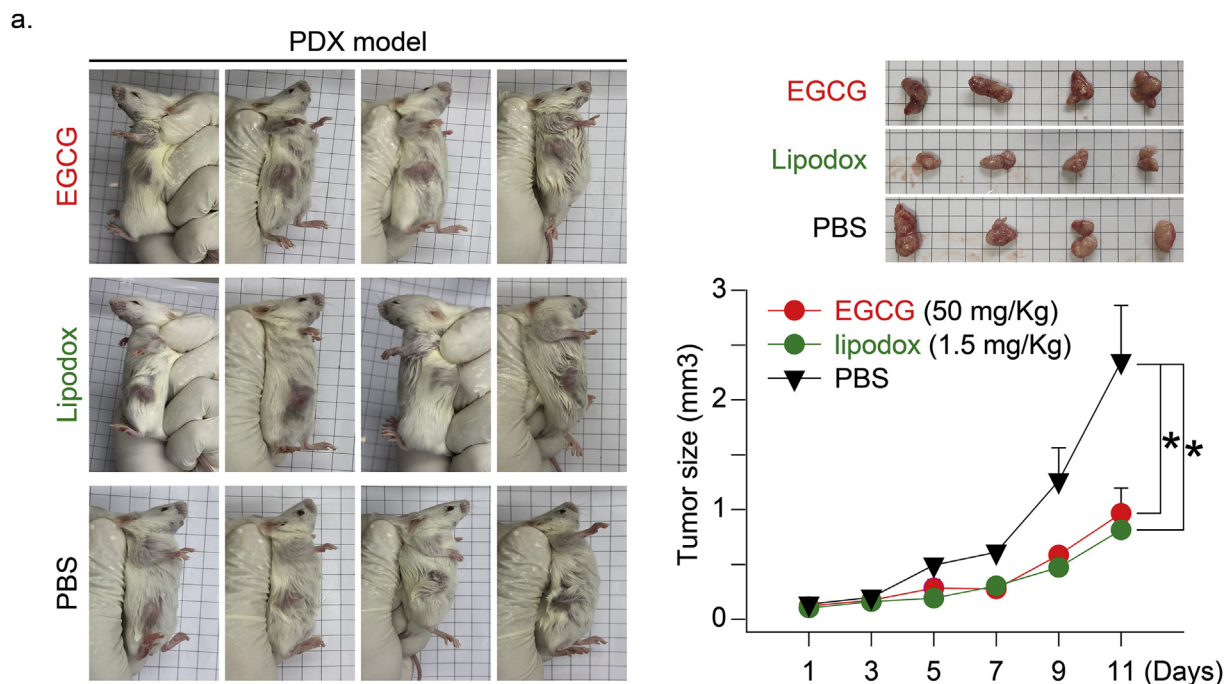 a.
PDX model
EGCG
Lipodox
PBS
EGCG
Lipodox
PBS
Tumor size (mm3)
3
2
1
0
EGCG (50 mg/Kg)
lipodox (1.5 mg/Kg)
PBS
*
*
1 3 5 7 9 11 (Days)